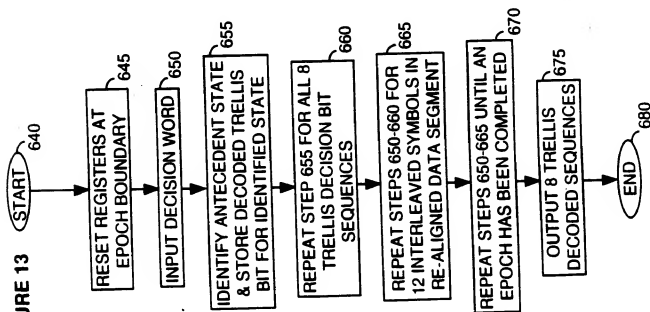 URE 13
START
640
645
RESET REGISTERS AT
EPOCH BOUNDARY
650
INPUT DECISION WORD
655
IDENTIFY ANTECEDENT STATE
& STORE DECODED TRELLIS
BIT FOR IDENTIFIED STATE
660
REPEAT STEP 655 FOR ALL 8
TRELLIS DECISION BIT
SEQUENCES
665
REPEAT STEPS 650-660 FOR
12 INTERLEAVED SYMBOLS IN
RE-ALIGNED DATA SEGMENT
670
REPEAT STEPS 650-665 UNTIL AN
EPOCH HAS BEEN COMPLETED
675
OUTPUT 8 TRELLIS
DECODED SEQUENCES
END
680